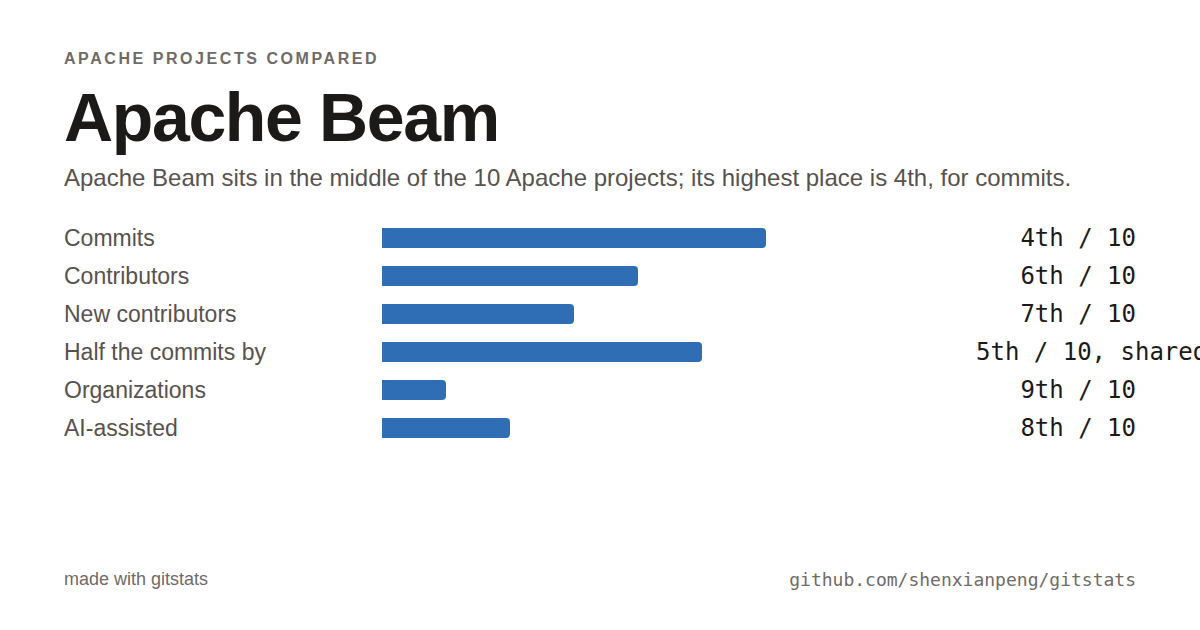 APACHE PROJECTS COMPARED
Apache Beam
Apache Beam sits in the middle of the 10 Apache projects; its highest place is 4th, for commits.
Commits 4th / 10
Contributors 6th / 10
New contributors 7th / 10
Half the commits by 5th / 10, shared
Organizations 9th / 10
AI-assisted 8th / 10
made with gitstats github.com/shenxianpeng/gitstats